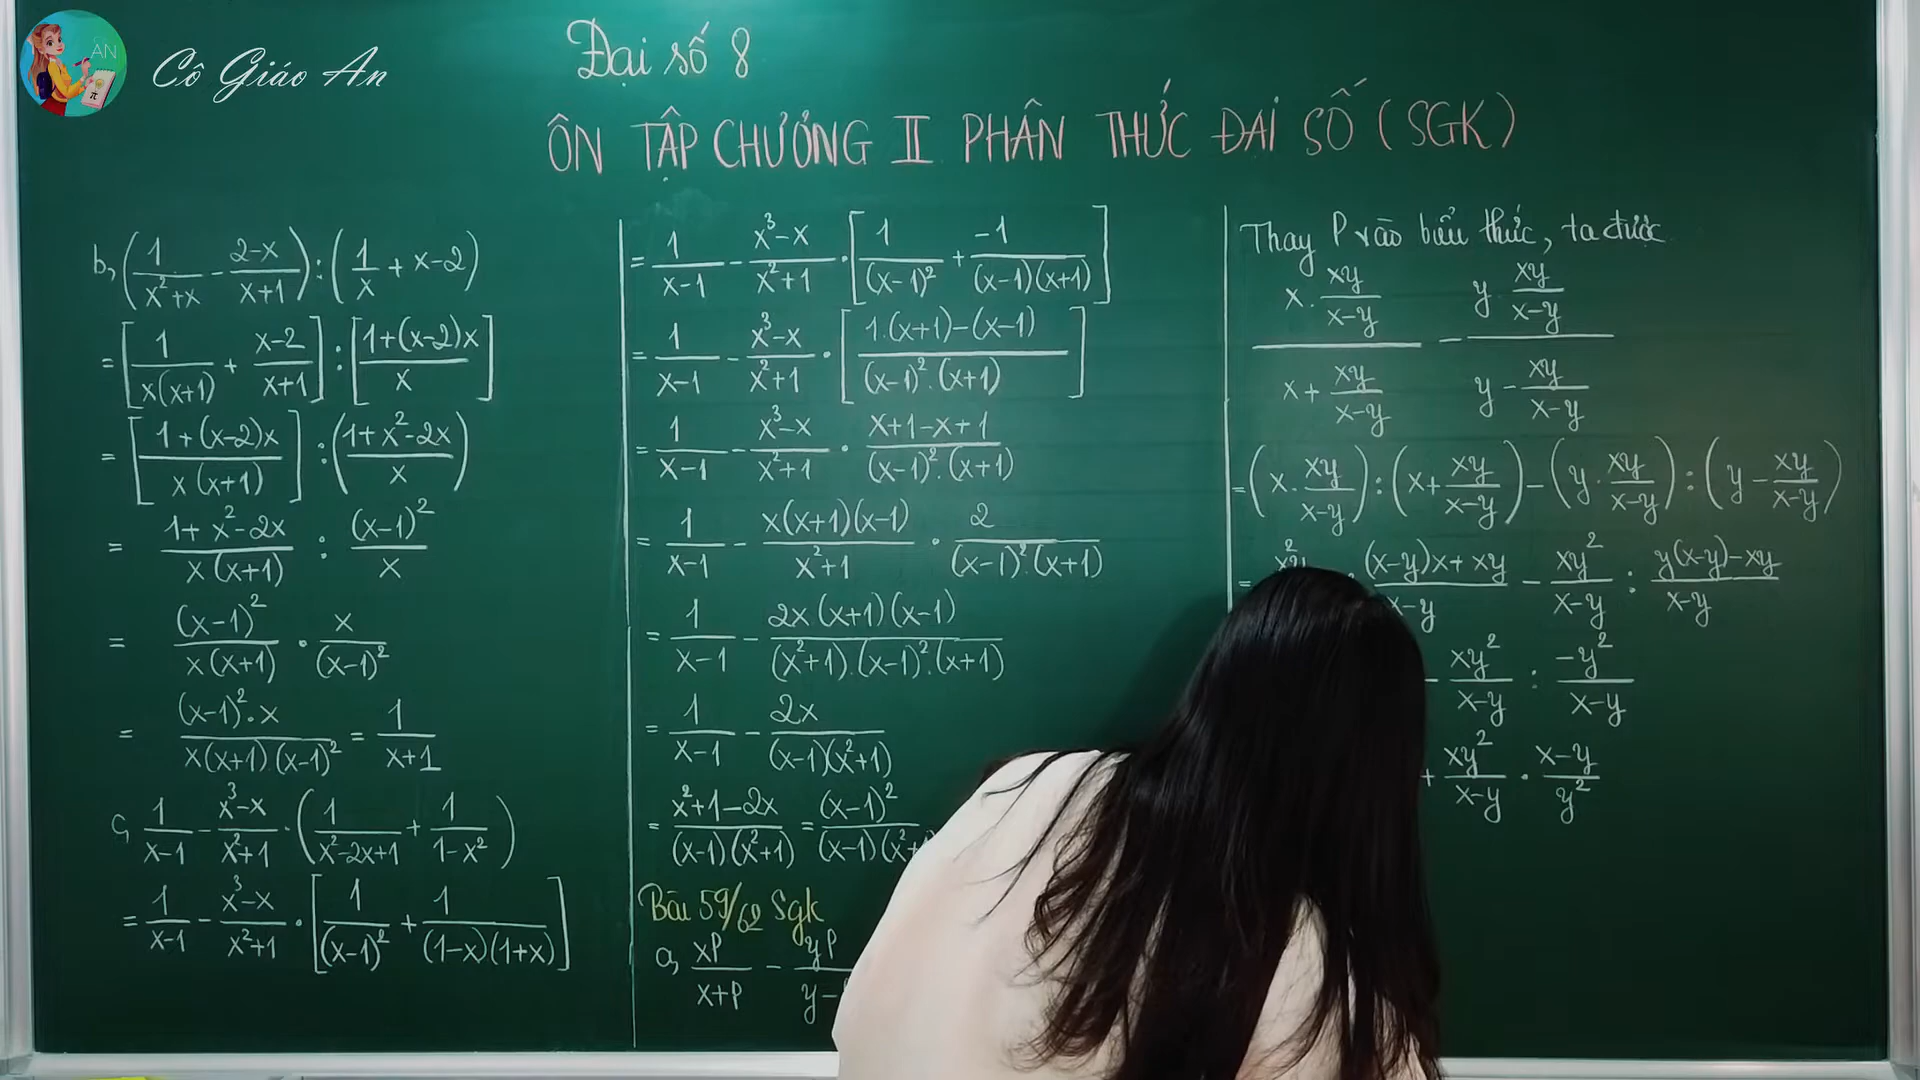 AN
Cô Giáo An
Đại số 8
ÔN TẬP CHƯƠNG II PHÂN THỨC ĐẠI SỐ (SGK)
b, (1/(x²+x) - (2-x)/(x+1)) : (1/x + x-2)
= [1/(x(x+1)) + (x-2)/(x+1)] : [(1+(x-2)x)/x]
= [(1+(x-2)x)/(x(x+1))] : ((1+x²-2x)/x)
= (1+x²-2x)/(x(x+1)) : (x-1)²/x
= (x-1)²/(x(x+1)) · x/(x-1)²
= ((x-1)²·x)/(x(x+1)(x-1)²) = 1/(x+1)
c, 1/(x-1) - (x³-x)/(x²+1) · (1/(x²-2x+1) + 1/(1-x²))
= 1/(x-1) - (x³-x)/(x²+1) · [1/(x-1)² + 1/((1-x)(1+x))]
= 1/(x-1) - (x³-x)/(x²+1) · [1/(x-1)² + -1/((x-1)(x+1))]
= 1/(x-1) - (x³-x)/(x²+1) · [(1.(x+1)-(x-1))/((x-1)².(x+1))]
= 1/(x-1) - (x³-x)/(x²+1) · (x+1-x+1)/((x-1)².(x+1))
= 1/(x-1) - (x(x+1)(x-1))/(x²+1) · 2/((x-1)².(x+1))
= 1/(x-1) - (2x(x+1)(x-1))/((x²+1).(x-1)².(x+1))
= 1/(x-1) - 2x/((x-1)(x²+1))
= (x²+1-2x)/((x-1)(x²+1)) = (x-1)²/((x-1)(x²+
Bài 59/62 Sgk
a, xP/(x+P) - yP/(y-
Thay P vào biểu thức, ta được
(x·xy/(x-y))/(x+xy/(x-y)) - (y·xy/(x-y))/(y-xy/(x-y))
= (x·xy/(x-y)) : (x+xy/(x-y)) - (y·xy/(x-y)) : (y-xy/(x-y))
= x²y : ((x-y)x+xy)/(x-y) - xy²/(x-y) : (y(x-y)-xy)/(x-y)
- xy²/(x-y) : -y²/(x-y)
+ xy²/(x-y) · (x-y)/y²